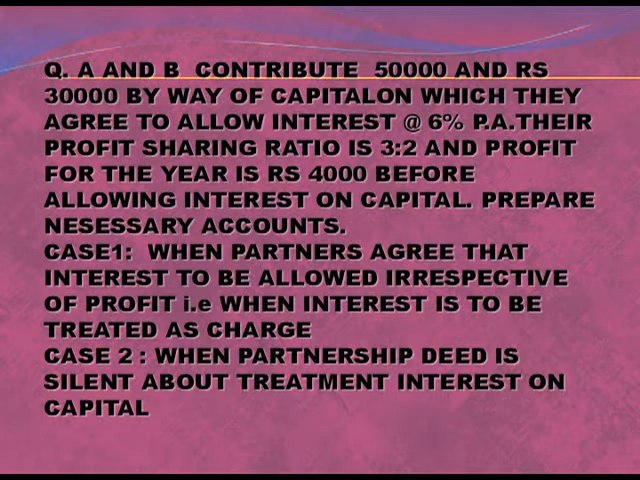 Q. A AND B CONTRIBUTE 50000 AND RS
30000 BY WAY OF CAPITALON WHICH THEY
AGREE TO ALLOW INTEREST @ 6% P.A.THEIR
PROFIT SHARING RATIO IS 3:2 AND PROFIT
FOR THE YEAR IS RS 4000 BEFORE
ALLOWING INTEREST ON CAPITAL. PREPARE
NESESSARY ACCOUNTS.
CASE1: WHEN PARTNERS AGREE THAT
INTEREST TO BE ALLOWED IRRESPECTIVE
OF PROFIT i.e WHEN INTEREST IS TO BE
TREATED AS CHARGE
CASE 2 : WHEN PARTNERSHIP DEED IS
SILENT ABOUT TREATMENT INTEREST ON
CAPITAL